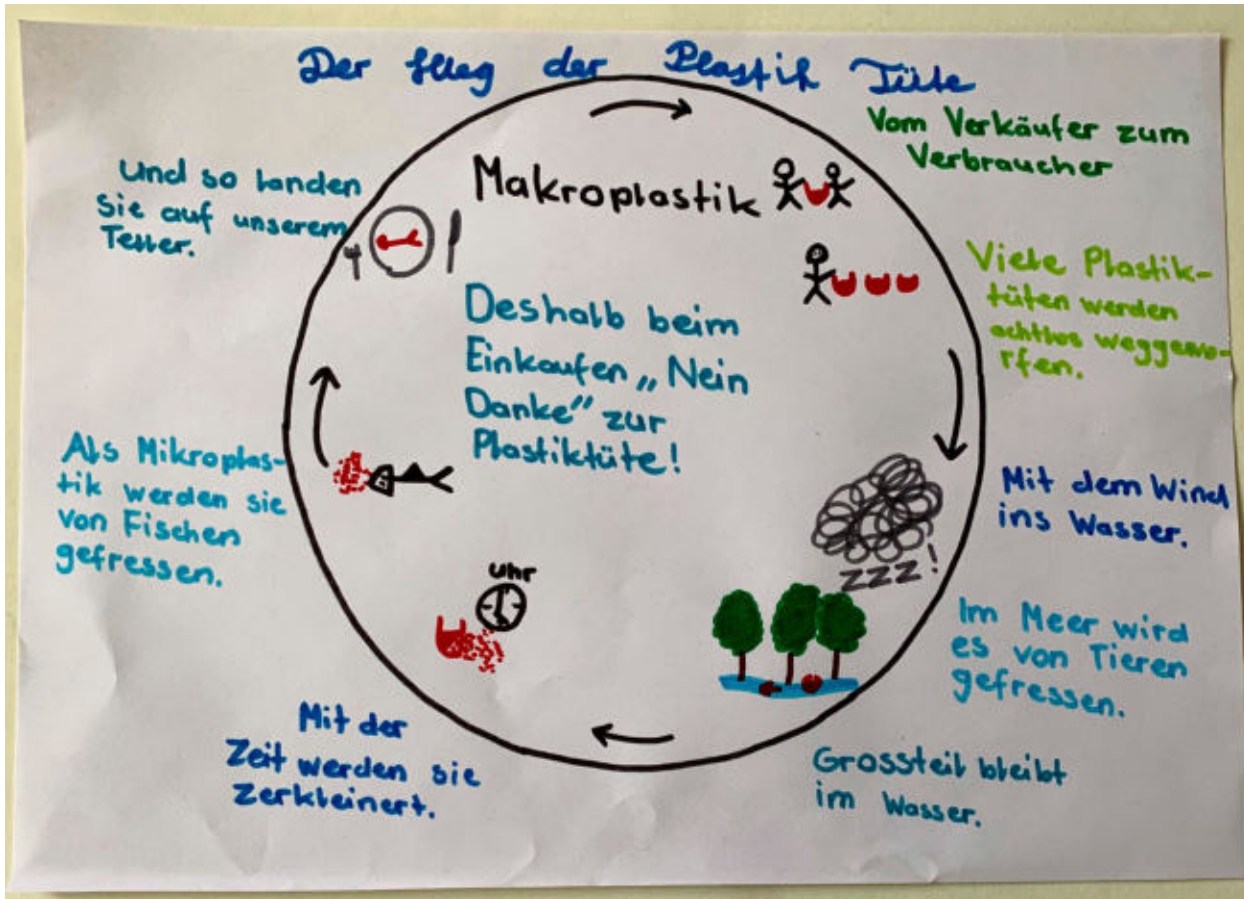 Der der Plastik Tüte
Vom Verkäufer zum
Verbraucher
Makroplastik
Viele Plastik-
tüten werden
achtlos weggewo-
rfen.
Mit dem Wind
ins Wasser.
zzz!
Im Meer wird
es von Tieren
gefressen.
Grossteil bleibt
im Wasser.
Mit der
Zeit werden sie
zerkleinert.
Uhr
Als Mikroplas-
tik werden sie
von Fischen
gefressen.
Und so landen
sie auf unserem
Teller.
Deshalb beim
Einkaufen „Nein
Danke" zur
Plastiktüte!